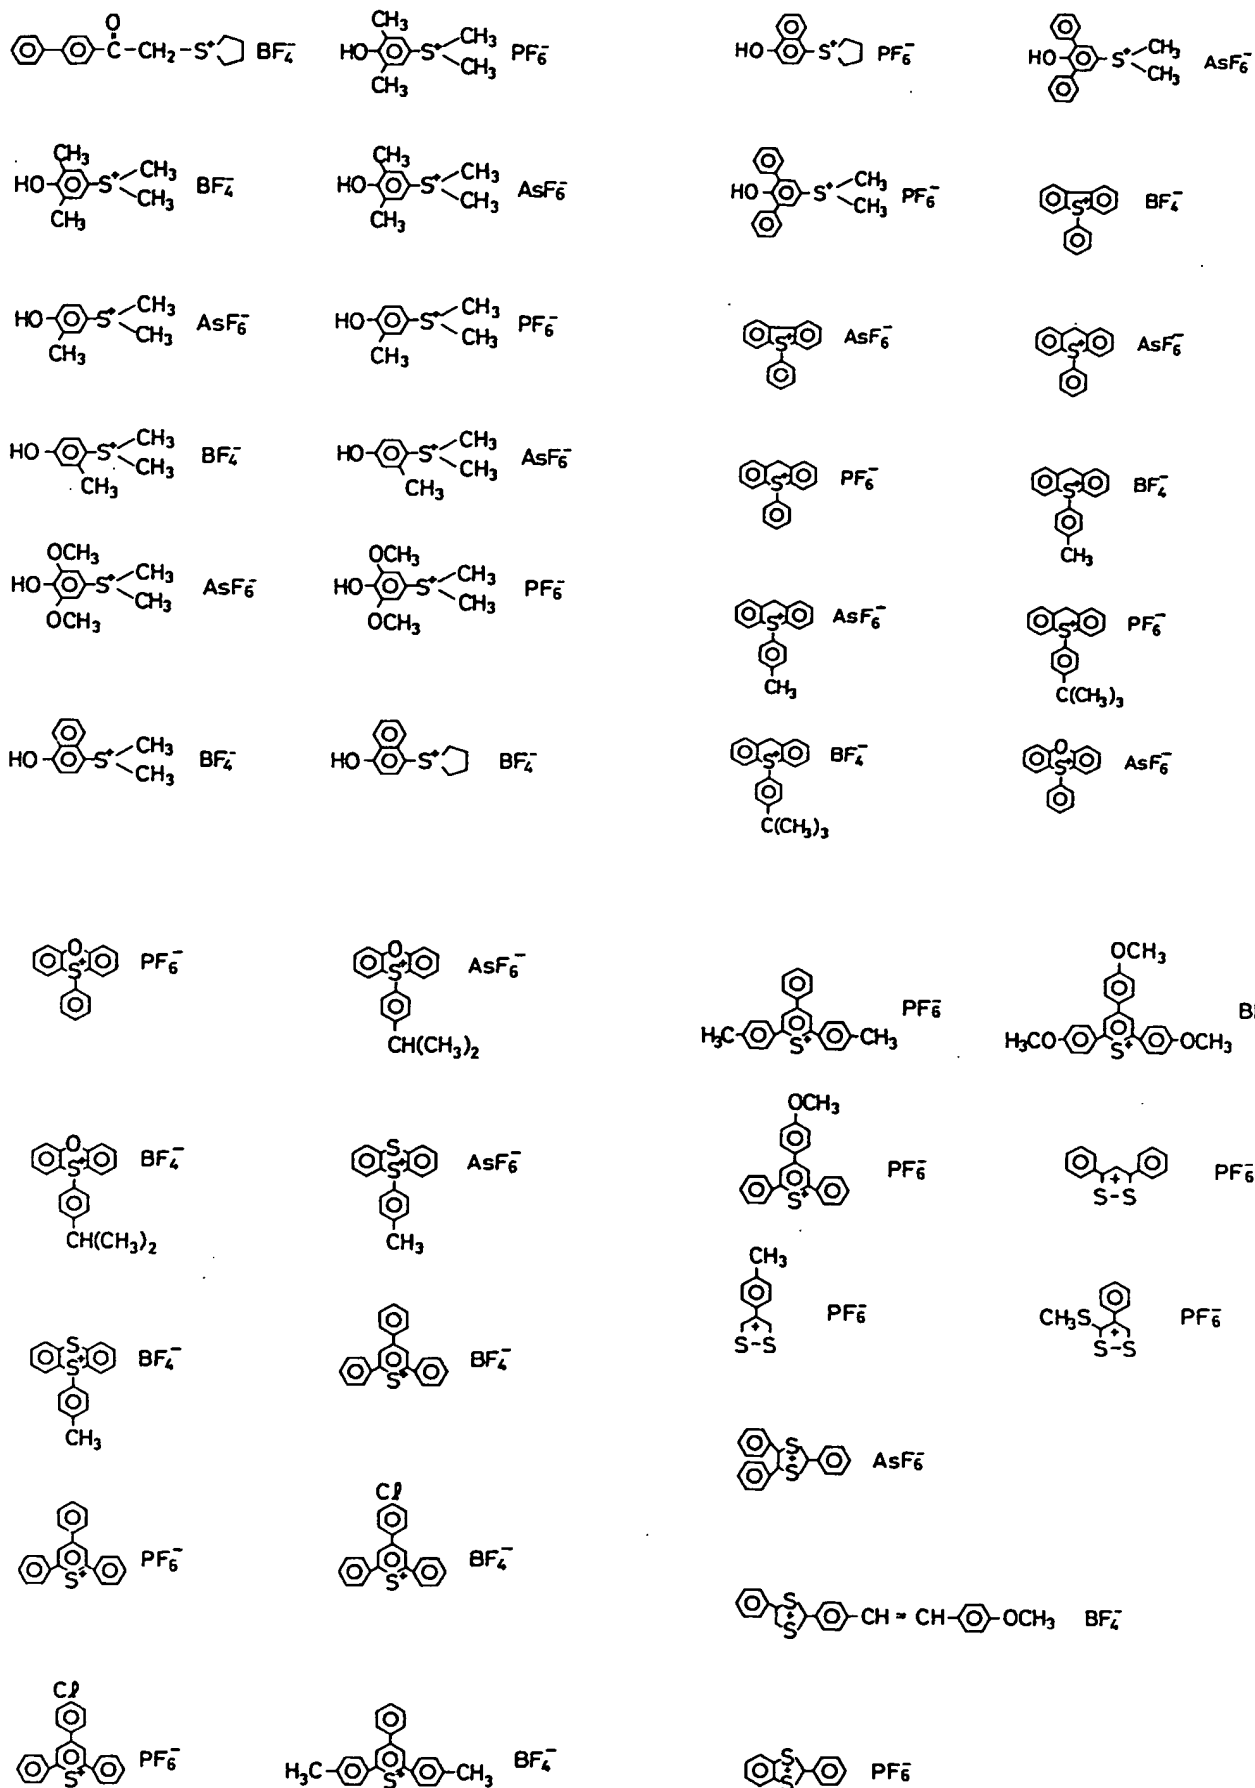 O
C-CH2-S+ BF4-
CH3 HO S+ CH3 CH3 CH3 PF6-
HO S+ PF6-
HO S+ CH3 CH3 AsF6-
CH3 HO S+ CH3 CH3 CH3 BF4-
CH3 HO S+ CH3 CH3 CH3 AsF6-
HO S+ CH3 CH3 PF6-
S+ BF4-
HO S+ CH3 CH3 CH3 AsF6-
HO S+ CH3 CH3 CH3 PF6-
S+ AsF6-
S+ AsF6-
HO S+ CH3 CH3 CH3 BF4-
HO S+ CH3 CH3 CH3 AsF6-
S+ PF6-
S+ CH3 BF4-
OCH3 HO S+ CH3 CH3 OCH3 AsF6-
OCH3 HO S+ CH3 CH3 OCH3 PF6-
S+ CH3 AsF6-
S+ C(CH3)3 PF6-
HO S+ CH3 CH3 BF4-
HO S+ BF4-
S+ C(CH3)3 BF4-
O S+ AsF6-
O S+ PF6-
O S+ CH(CH3)2 AsF6-
H3C S+ CH3 PF6-
OCH3 H3CO S+ OCH3
O S+ CH(CH3)2 BF4-
S S+ CH3 AsF6-
OCH3 S+ PF6-
+ S-S PF6-
S S+ CH3 BF4-
S+ BF4-
CH3 + S-S PF6-
CH3S + S-S PF6-
S + S AsF6-
S+ PF6-
Cl S+ BF4-
S + S CH=CH OCH3 BF4-
Cl S+ PF6-
H3C S+ CH3 BF4-
S + S PF6-